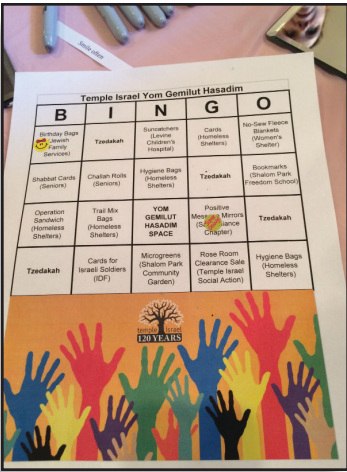 Smile often
Temple Israel Yom Gemilut Hasadim
B I N G O
Birthday Bags
Jewish
Family
Services)
Tzedakah
Suncatchers
(Levine
Children's
Hospital)
Cards
(Homeless
Shelters)
No-Sew Fleece
Blankets
(Women's
Shelter)
Shabbat Cards
(Seniors)
Challah Rolls
(Seniors)
Hygiene Bags
(Homeless
Shelters)
Tzedakah
Bookmarks
(Shalom Park
Freedom School)
Operation
Sandwich
(Homeless
Shelters)
Trail Mix
Bags
(Homeless
Shelters)
YOM
GEMILUT
HASADIM
SPACE
Positive
Mirrors
Chapter)
Tzedakah
Tzedakah
Cards for
Israeli Soldiers
(IDF)
Microgreens
(Shalom Park
Community
Garden)
Rose Room
Clearance Sale
(Temple Israel
Social Action)
Hygiene Bags
(Homeless
Shelters)
temple israel
120 YEARS